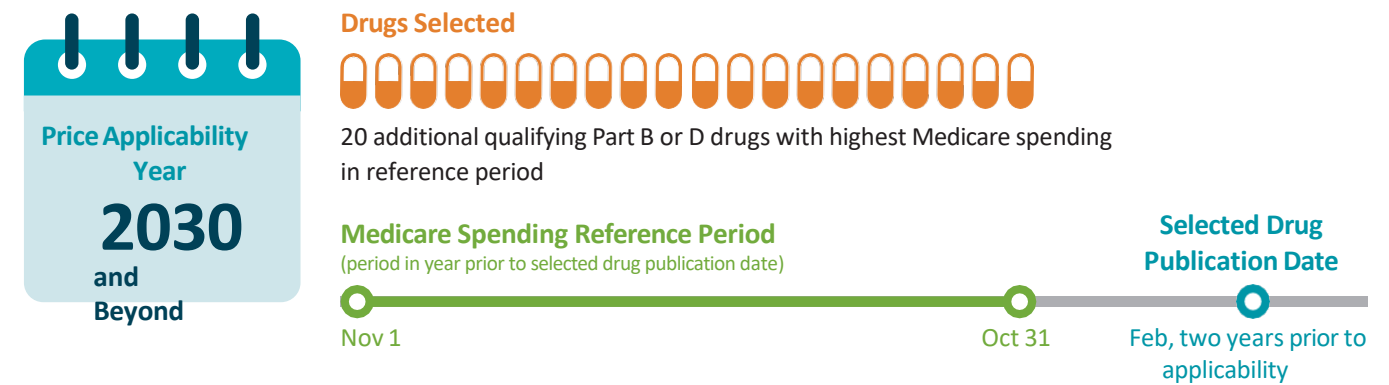 Price Applicability
Year
2030
and
Beyond
Drugs Selected
20 additional qualifying Part B or D drugs with highest Medicare spending
in reference period
Medicare Spending Reference Period
(period in year prior to selected drug publication date)
Nov 1
Oct 31
Selected Drug
Publication Date
Feb, two years prior to
applicability